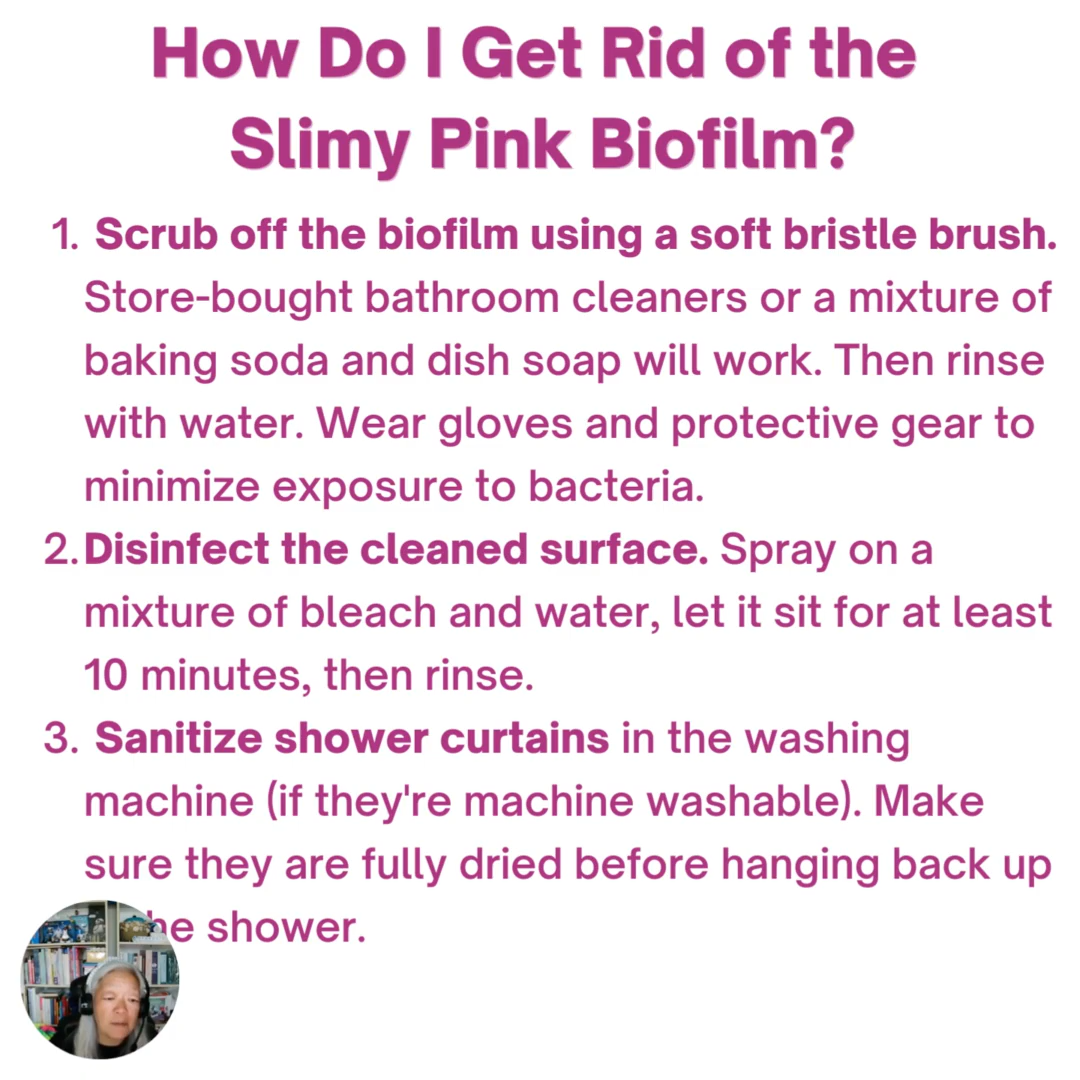 How Do I Get Rid of the
Slimy Pink Biofilm?
1. Scrub off the biofilm using a soft bristle brush.
Store-bought bathroom cleaners or a mixture of
baking soda and dish soap will work. Then rinse
with water. Wear gloves and protective gear to
minimize exposure to bacteria.
2. Disinfect the cleaned surface. Spray on a
mixture of bleach and water, let it sit for at least
10 minutes, then rinse.
3. Sanitize shower curtains in the washing
machine (if they're machine washable). Make
sure they are fully dried before hanging back up
he shower.